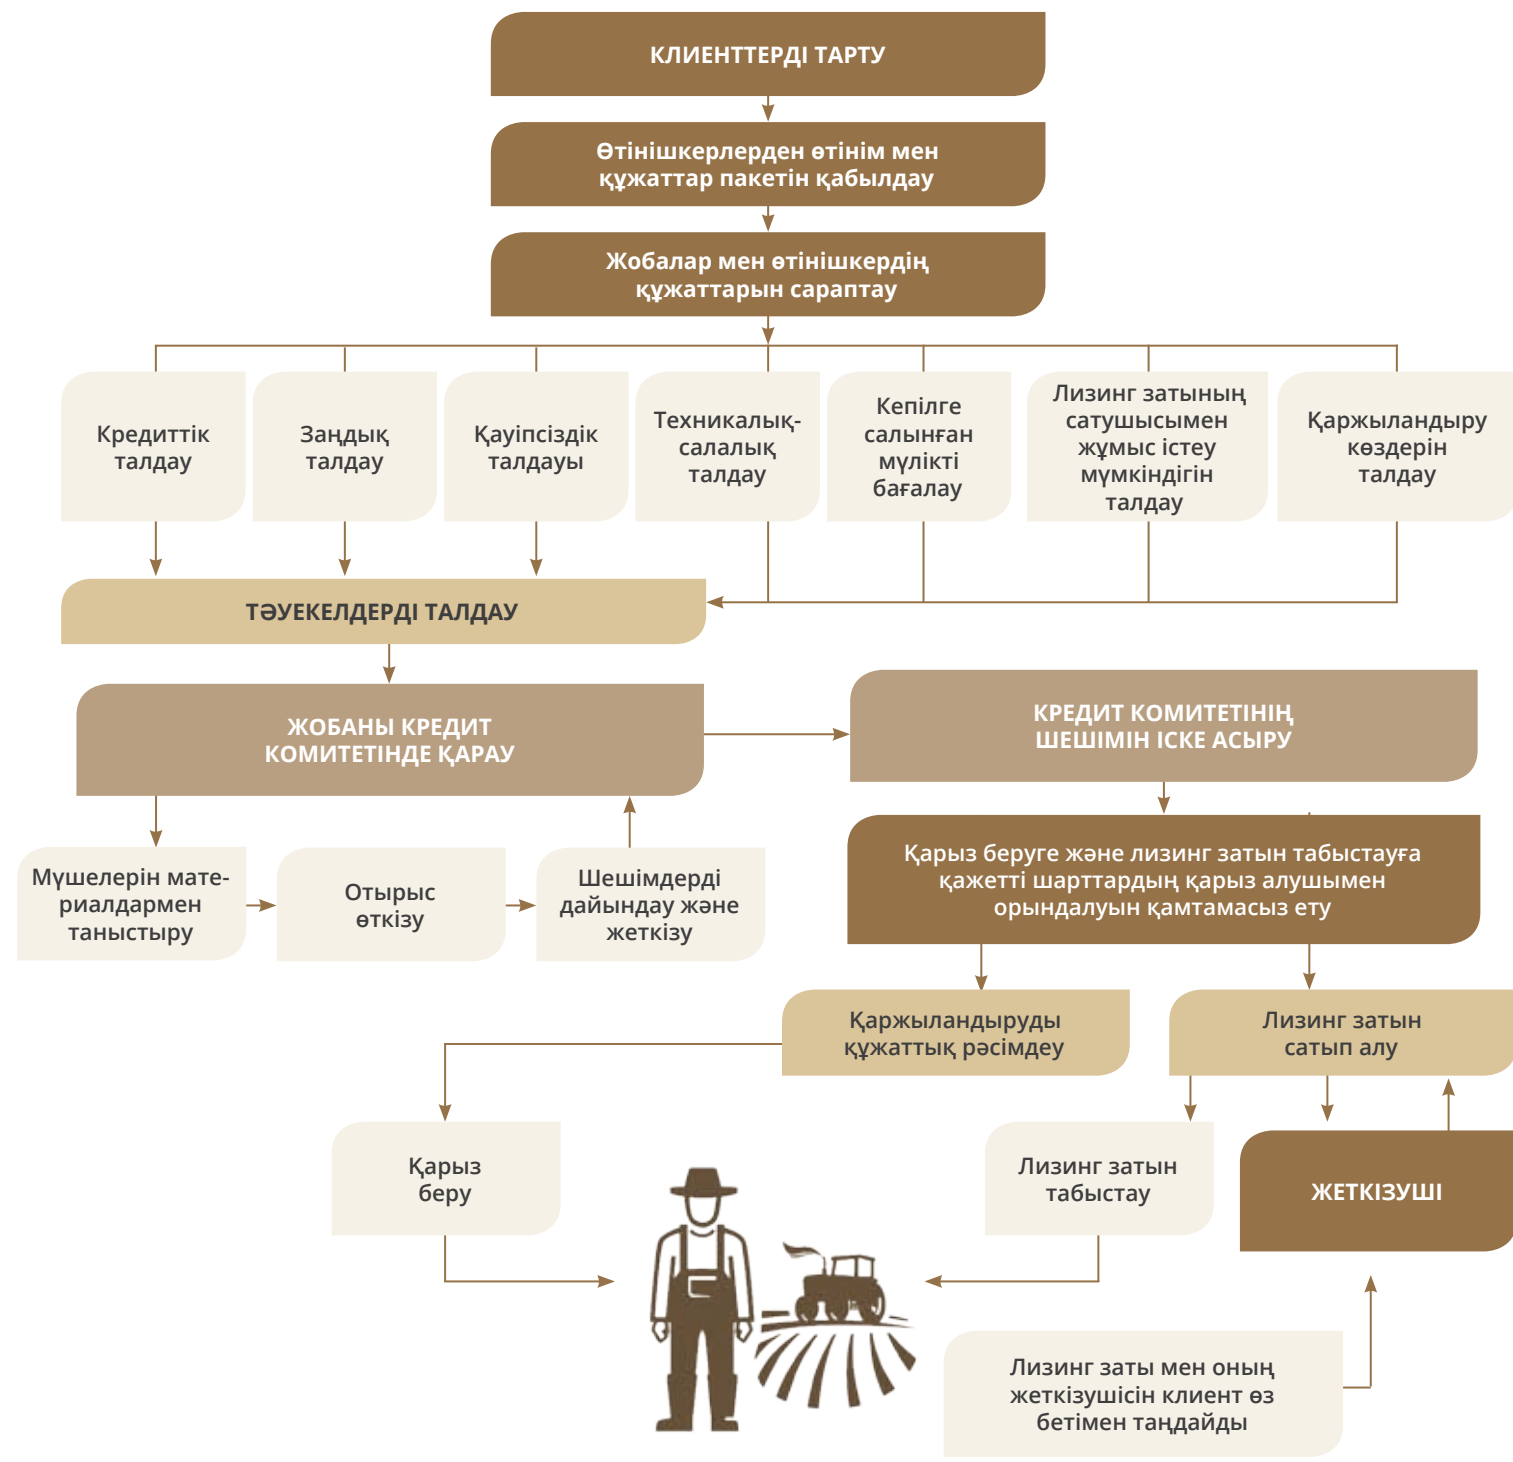 КЛИЕНТТЕРДІ ТАРТУ
Өтінішкерлерден өтінім мен
құжаттар пакетін қабылдау
Жобалар мен өтінішкердің
құжаттарын сараптау
Кредиттік
талдау
Заңдық
талдау
Қауіпсіздік
талдауы
Техникалық-
салалық
талдау
Кепілге
салынған
мүлікті
бағалау
Лизинг затының
сатушысымен
жұмыс істеу
мүмкіндігін
талдау
Қаржыландыру
көздерін
талдау
ТӘУЕКЕЛДЕРДІ ТАЛДАУ
ЖОБАНЫ КРЕДИТ
КОМИТЕТІНДЕ ҚАРАУ
КРЕДИТ КОМИТЕТІНІҢ
ШЕШІМІН ІСКЕ АСЫРУ
Мүшелерін мате-
риалдармен
таныстыру
Отырыс
өткізу
Шешімдерді
дайындау және
жеткізу
Қарыз беруге және лизинг затын табыстауға
қажетті шарттардың қарыз алушымен
орындалуын қамтамасыз ету
Қаржыландыруды
құжаттық рәсімдеу
Лизинг затын
сатып алу
Қарыз
беру
Лизинг затын
табыстау
ЖЕТКІЗУШІ
Лизинг заты мен оның
жеткізушісін клиент өз
бетімен таңдайды